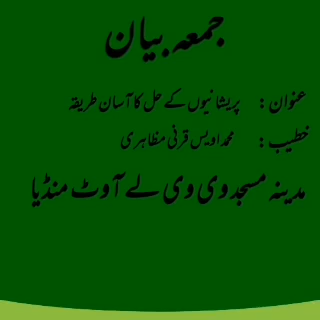 جمعہ بیان
عنوان : پریشانیوں کے حل کا آسان طریقہ
خطیب : محمد اویس قرنی مظاہری
مدینہ مسجد وی وی لے آوٹ منڈیا